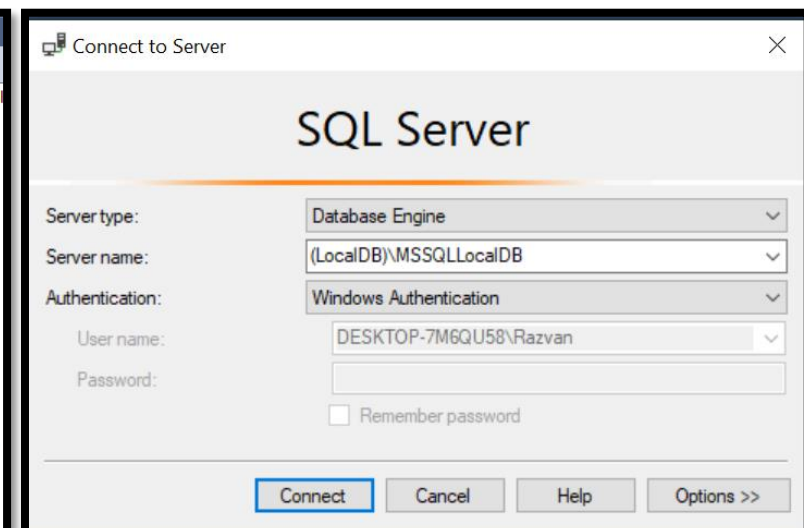 Connect to Server
SQL Server
Server type: Database Engine
Server name: (LocalDB)\MSSQLLocalDB
Authentication: Windows Authentication
User name: DESKTOP-7M6QU58\Razvan
Password:
Remember password
Connect Cancel Help Options >>